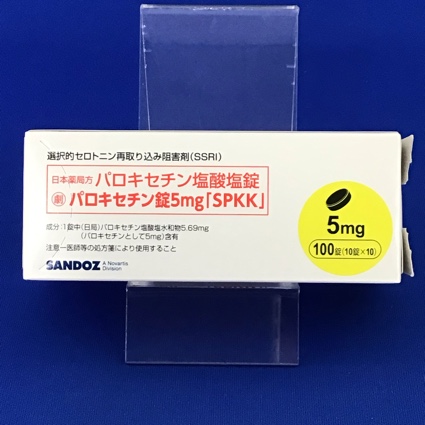 選択的セロトニン再取り込み阻害剤(SSRI)
日本薬局方 パロキセチン塩酸塩錠
劇 パロキセチン錠5mg「SPKK」
成分:1錠中(日局)パロキセチン塩酸塩水和物5.69mg
(パロキセチンとして5mg)含有
注意一医師等の処方箋により使用すること
SANDOZ A Novartis
Division
5mg
100錠(10錠×10)